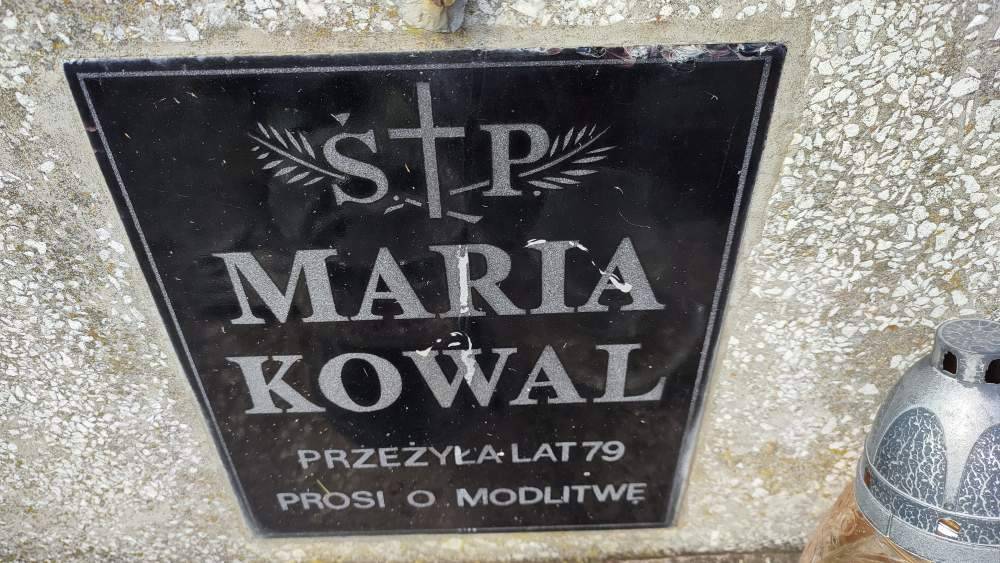 Ś.P.
MARIA
KOWAL
PRZEŻYŁA LAT 79
PROSI O MODLITWĘ